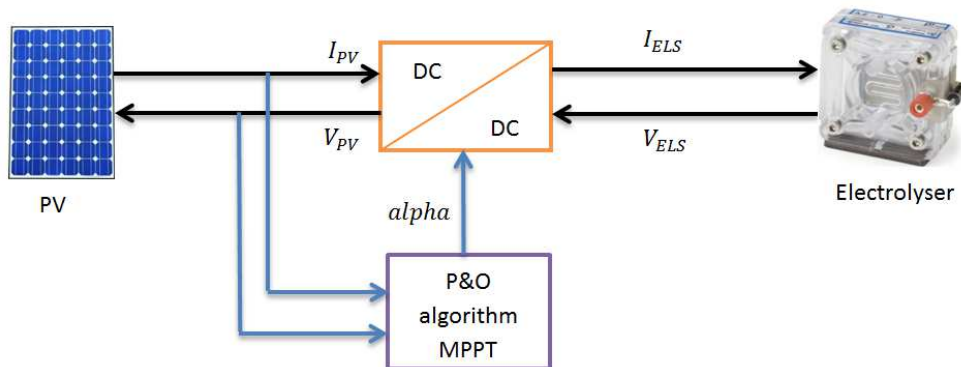 I_PV
DC
I_ELS
V_PV
DC
V_ELS
PV
alpha
Electrolyser
P&O
algorithm
MPPT